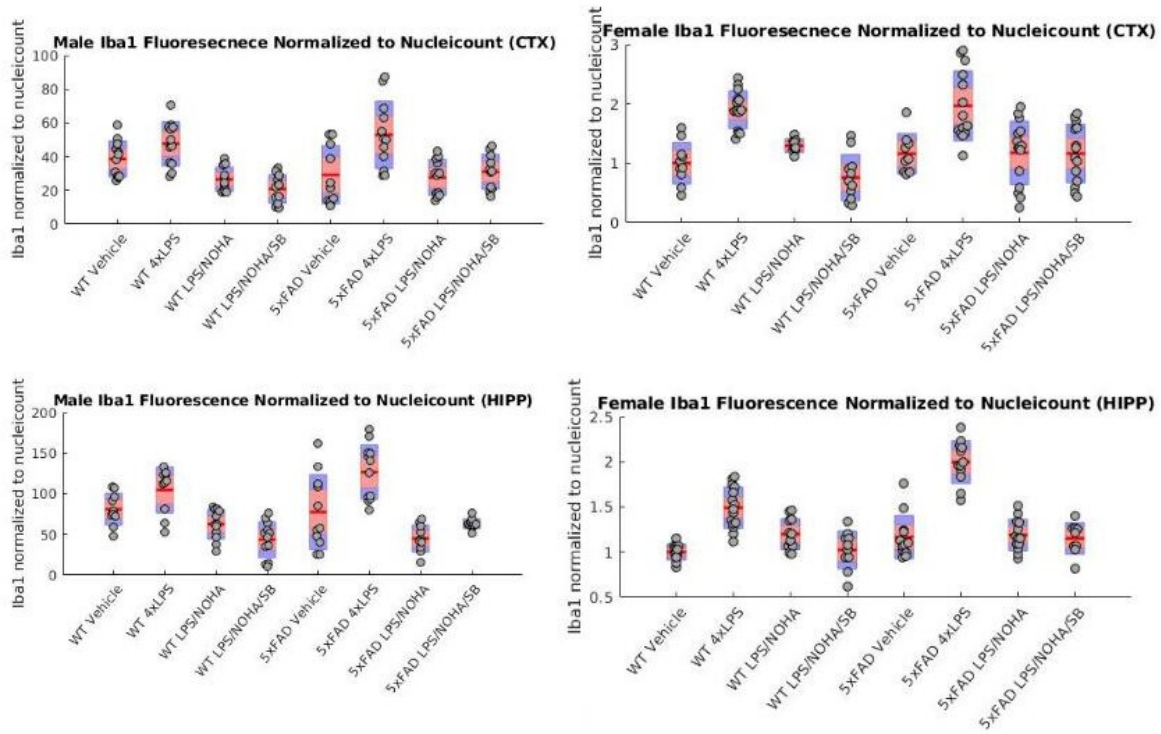 Male Iba1 Fluoresecnece Normalized to Nucleicount (CTX)
Iba1 normalized to nucleicount
100
80
60
40
20
0
WT Vehicle
WT 4xLPS
WT LPS/NOHA
WT LPS/NOHA/SB
5xFAD Vehicle
5xFAD 4xLPS
5xFAD LPS/NOHA
5xFAD LPS/NOHA/SB
Female Iba1 Fluoresecnece Normalized to Nucleicount (CTX)
Iba1 normalized to nucleicount
3
2
1
0
WT Vehicle
WT 4xLPS
WT LPS/NOHA
WT LPS/NOHA/SB
5xFAD Vehicle
5xFAD 4xLPS
5xFAD LPS/NOHA
5xFAD LPS/NOHA/SB
Male Iba1 Fluorescence Normalized to Nucleicount (HIPP)
Iba1 normalized to nucleicount
200
150
100
50
0
WT Vehicle
WT 4xLPS
WT LPS/NOHA
WT LPS/NOHA/SB
5xFAD Vehicle
5xFAD 4xLPS
5xFAD LPS/NOHA
5xFAD LPS/NOHA/SB
Female Iba1 Fluorescence Normalized to Nucleicount (HIPP)
Iba1 normalized to nucleicount
2.5
2
1.5
1
0.5
WT Vehicle
WT 4xLPS
WT LPS/NOHA
WT LPS/NOHA/SB
5xFAD Vehicle
5xFAD 4xLPS
5xFAD LPS/NOHA
5xFAD LPS/NOHA/SB